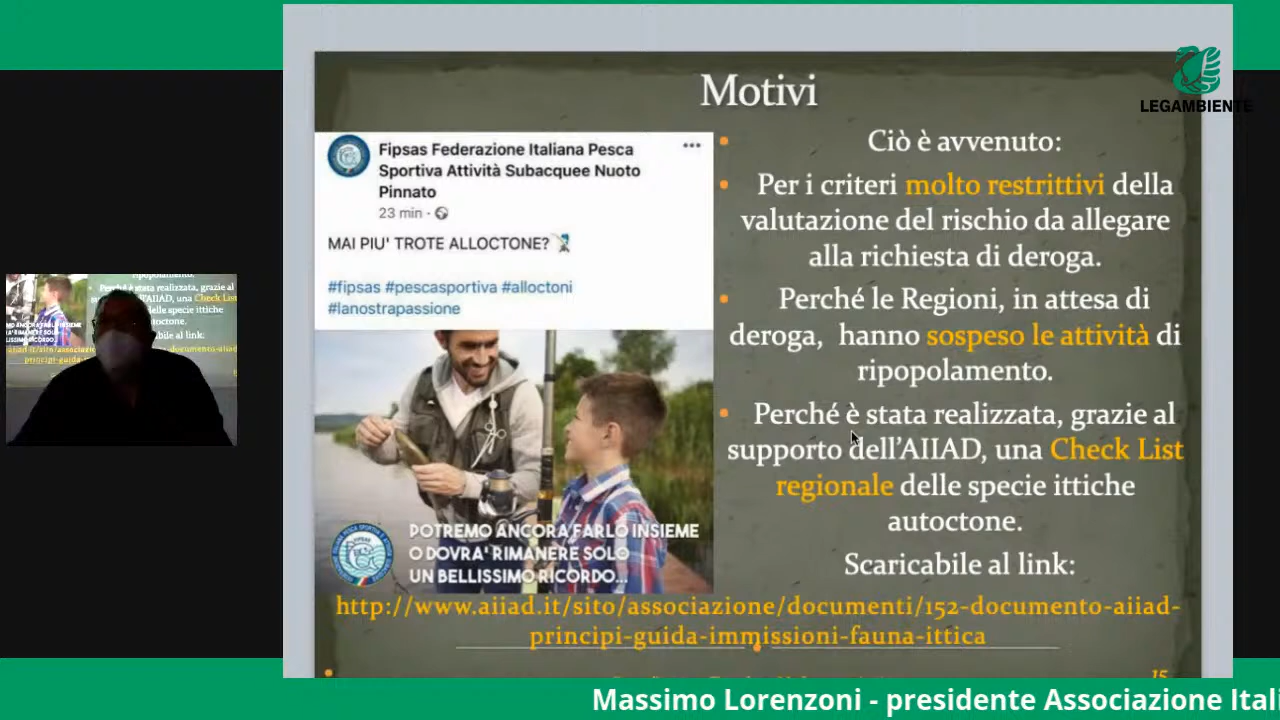 Motivi
LEGAMBIENTE
Fipsas Federazione Italiana Pesca
Sportiva Attività Subacquee Nuoto
Pinnato
23 min ·
MAI PIU' TROTE ALLOCTONE?
#fipsas #pescasportiva #alloctoni
#lanostrapassione
POTREMO ANCORA FARLO INSIEME
O DOVRA' RIMANERE SOLO
UN BELLISSIMO RICORDO...
Ciò è avvenuto:
Per i criteri molto restrittivi della
valutazione del rischio da allegare
alla richiesta di deroga.
Perché le Regioni, in attesa di
deroga, hanno sospeso le attività di
ripopolamento.
Perché è stata realizzata, grazie al
supporto dell'AIIAD, una Check List
regionale delle specie ittiche
autoctone.
Scaricabile al link:
http://www.aiiad.it/sito/associazione/documenti/152-documento-aiiad-
principi-guida-immissioni-fauna-ittica
15
Massimo Lorenzoni - presidente Associazione Itali